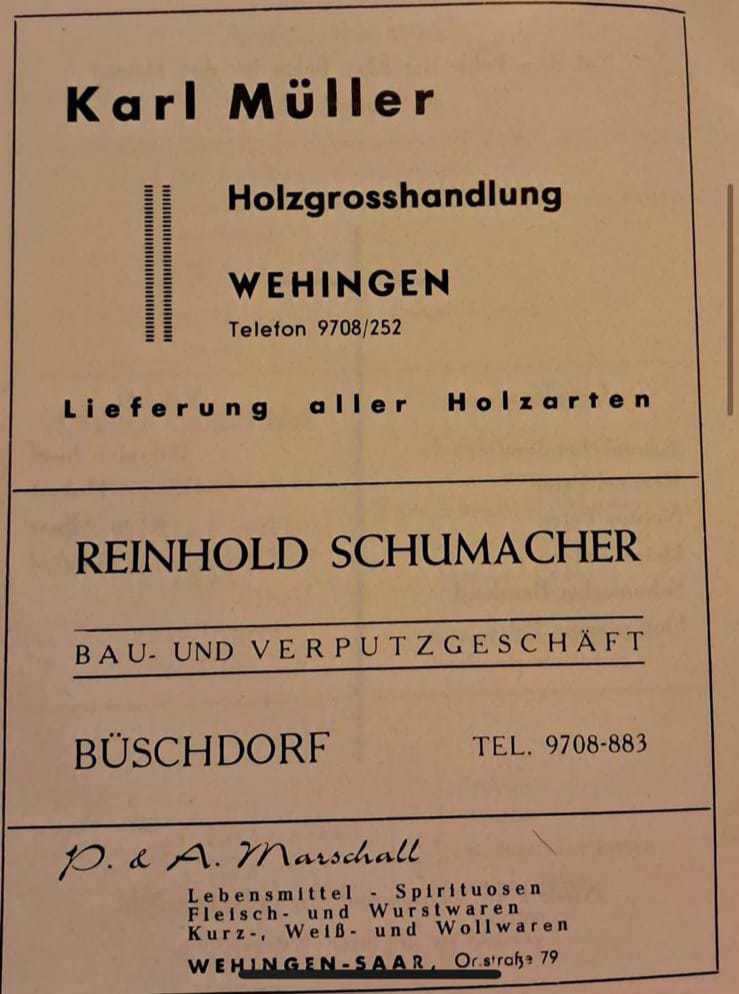 Karl Müller
Holzgrosshandlung
WEHINGEN
Telefon 9708/252
Lieferung aller Holzarten
REINHOLD SCHUMACHER
BAU- UND VERPUTZGESCHÄFT
BÜSCHDORF TEL. 9708-883
P. & A. Marschall
Lebensmittel - Spirituosen
Fleisch- und Wurstwaren
Kurz-, Weiß- und Wollwaren
WEHINGEN-SAAR, 79